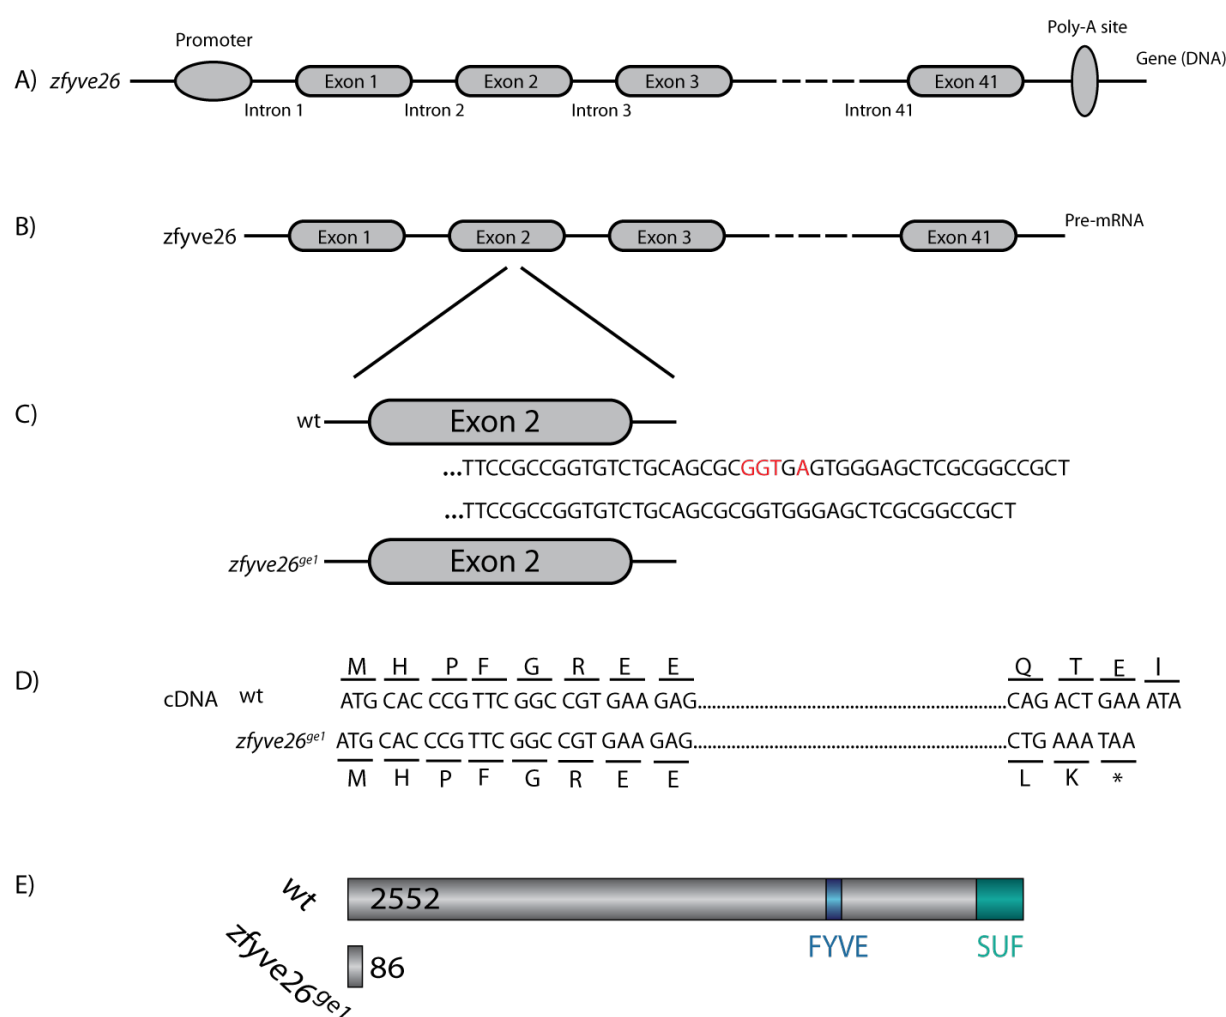 Promoter
Poly-A site
A) zfyve26 Exon 1 Exon 2 Exon 3 Exon 41 Gene (DNA)
Intron 1 Intron 2 Intron 3 Intron 41
B) zfyve26 Exon 1 Exon 2 Exon 3 Exon 41 Pre-mRNA
C) wt Exon 2
...TTCCGCCGGTGTCTGCAGCGCGGTGAGTGGGAGCTCGCGGCCGCT
...TTCCGCCGGTGTCTGCAGCGCGGTGGGAGCTCGCGGCCGCT
zfyve26ge1 Exon 2
D) M H P F G R E E Q T E I
cDNA wt ATG CAC CCG TTC GGC CGT GAA GAG......CAG ACT GAA ATA
zfyve26ge1 ATG CAC CCG TTC GGC CGT GAA GAG......CTG AAA TAA
M H P F G R E E L K *
E) wt 2552
FYVE SUF
zfyve26ge1 86